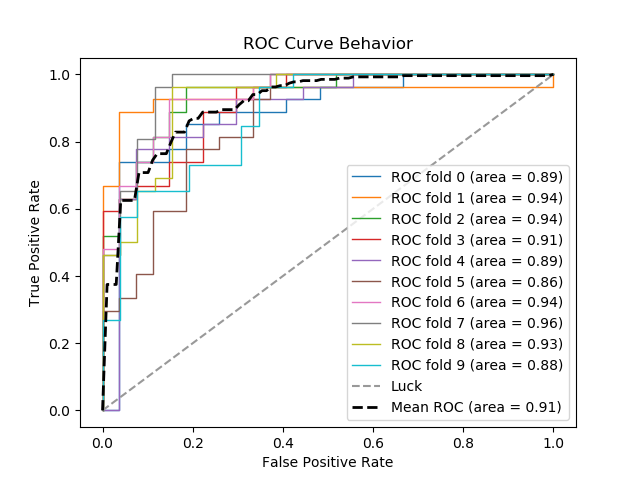 ROC Curve Behavior
True Positive Rate
1.0
0.8
0.6
0.4
0.2
0.0
ROC fold 0 (area = 0.89)
ROC fold 1 (area = 0.94)
ROC fold 2 (area = 0.94)
ROC fold 3 (area = 0.91)
ROC fold 4 (area = 0.89)
ROC fold 5 (area = 0.86)
ROC fold 6 (area = 0.94)
ROC fold 7 (area = 0.96)
ROC fold 8 (area = 0.93)
ROC fold 9 (area = 0.88)
Luck
Mean ROC (area = 0.91)
0.0 0.2 0.4 0.6 0.8 1.0
False Positive Rate